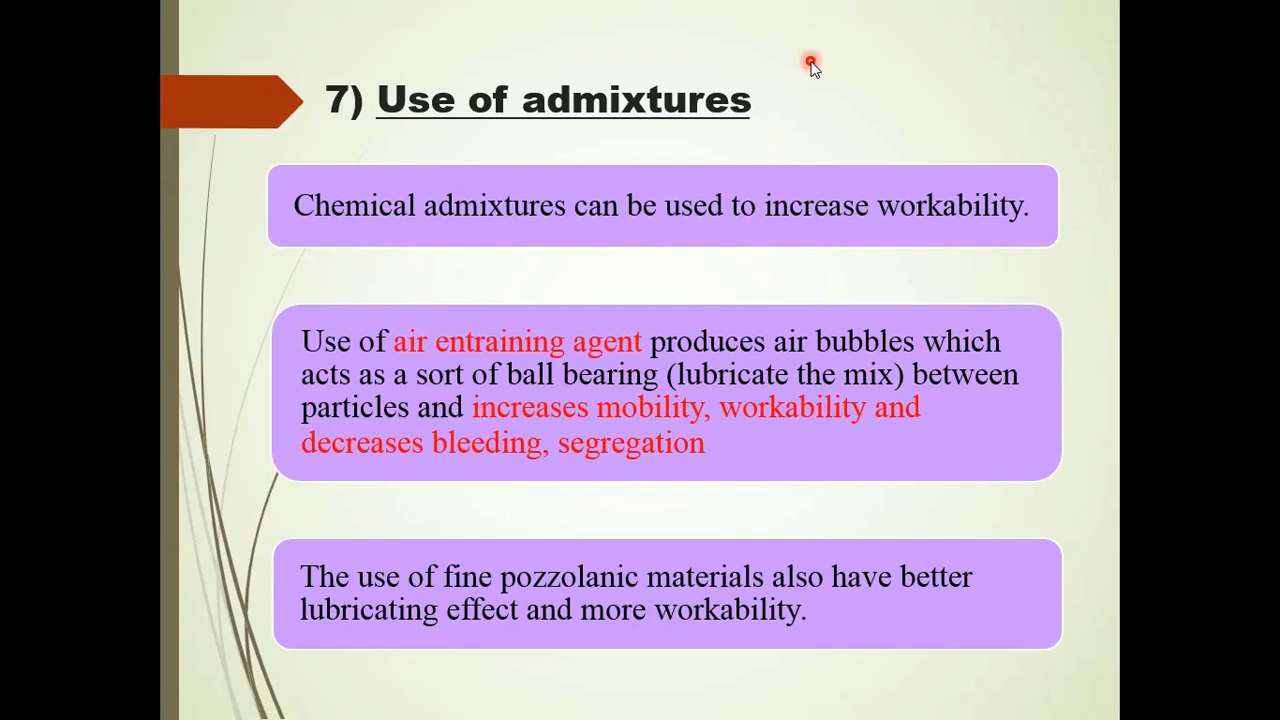 7) Use of admixtures
Chemical admixtures can be used to increase workability.
Use of air entraining agent produces air bubbles which
acts as a sort of ball bearing (lubricate the mix) between
particles and increases mobility, workability and
decreases bleeding, segregation
The use of fine pozzolanic materials also have better
lubricating effect and more workability.